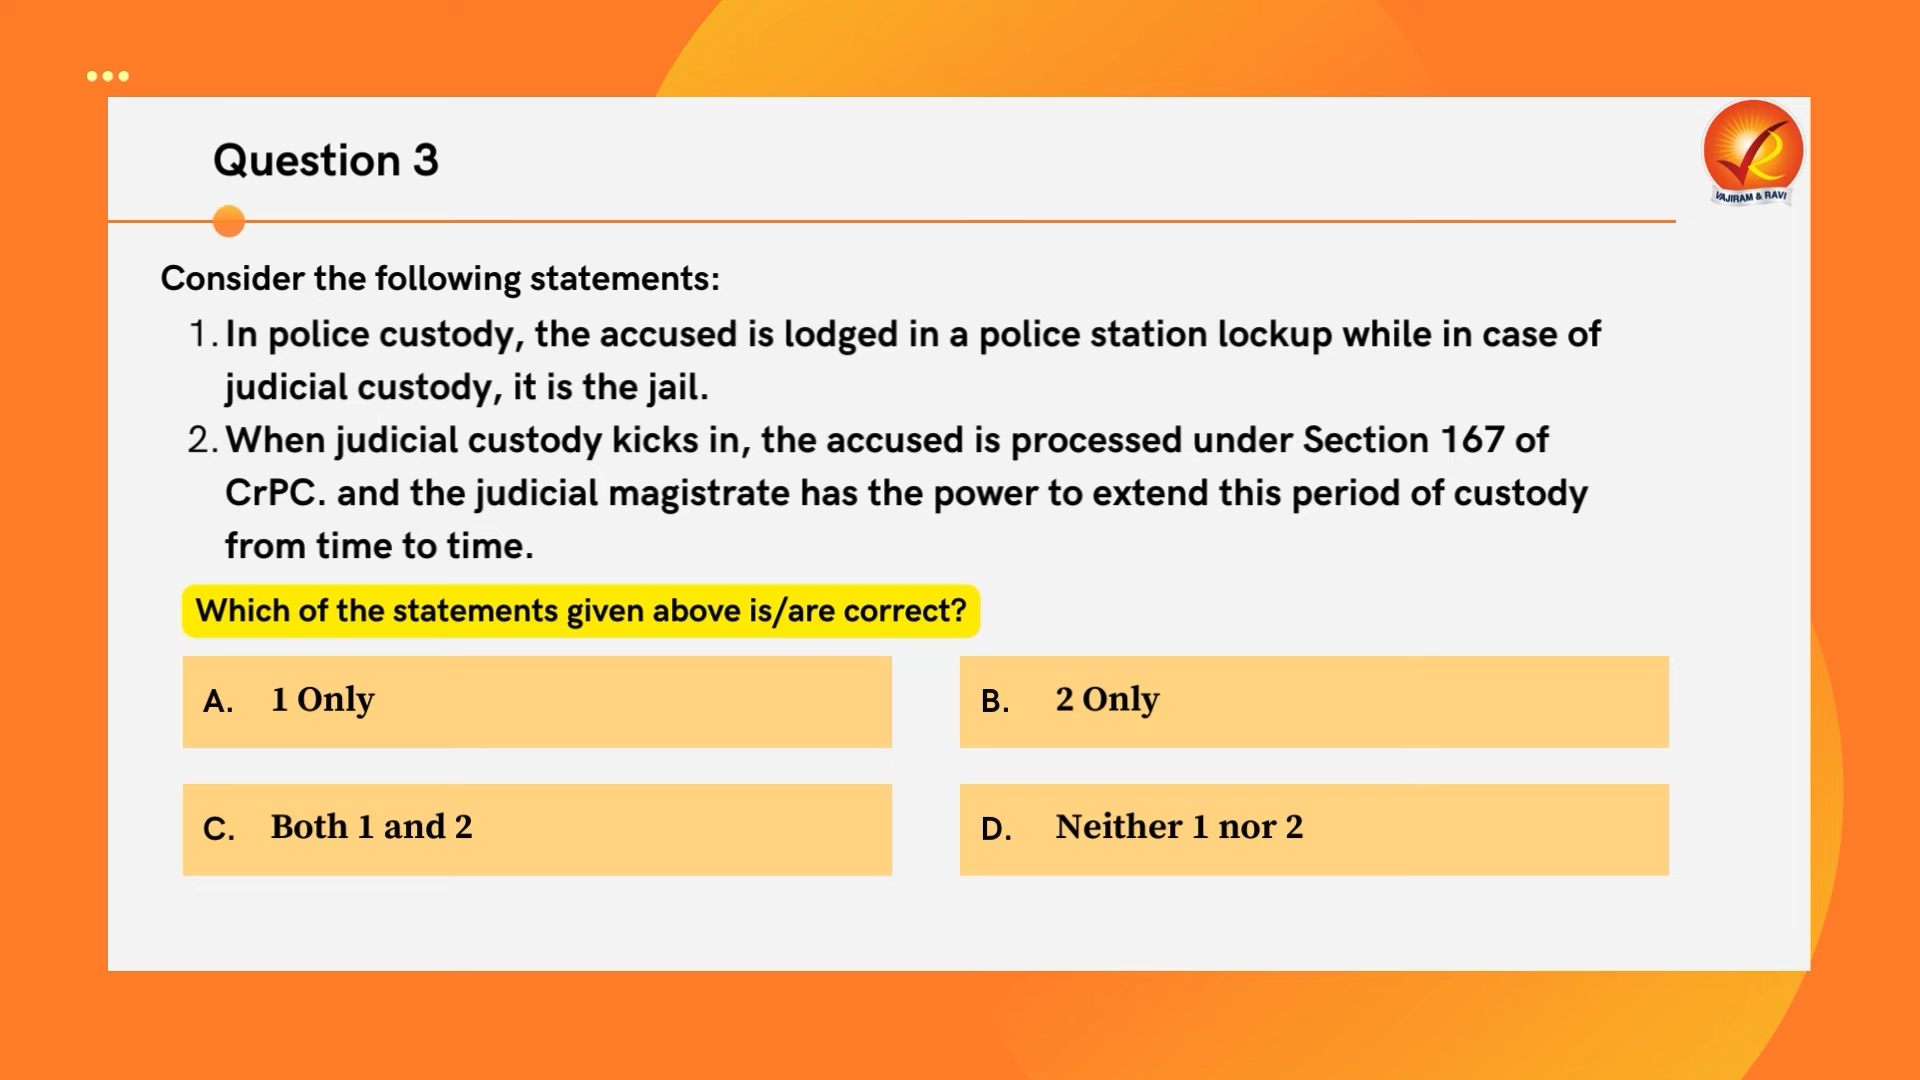 Question 3
VAJIRAM & RAVI
Consider the following statements:
1. In police custody, the accused is lodged in a police station lockup while in case of
judicial custody, it is the jail.
2. When judicial custody kicks in, the accused is processed under Section 167 of
CrPC. and the judicial magistrate has the power to extend this period of custody
from time to time.
Which of the statements given above is/are correct?
A. 1 Only
B. 2 Only
C. Both 1 and 2
D. Neither 1 nor 2